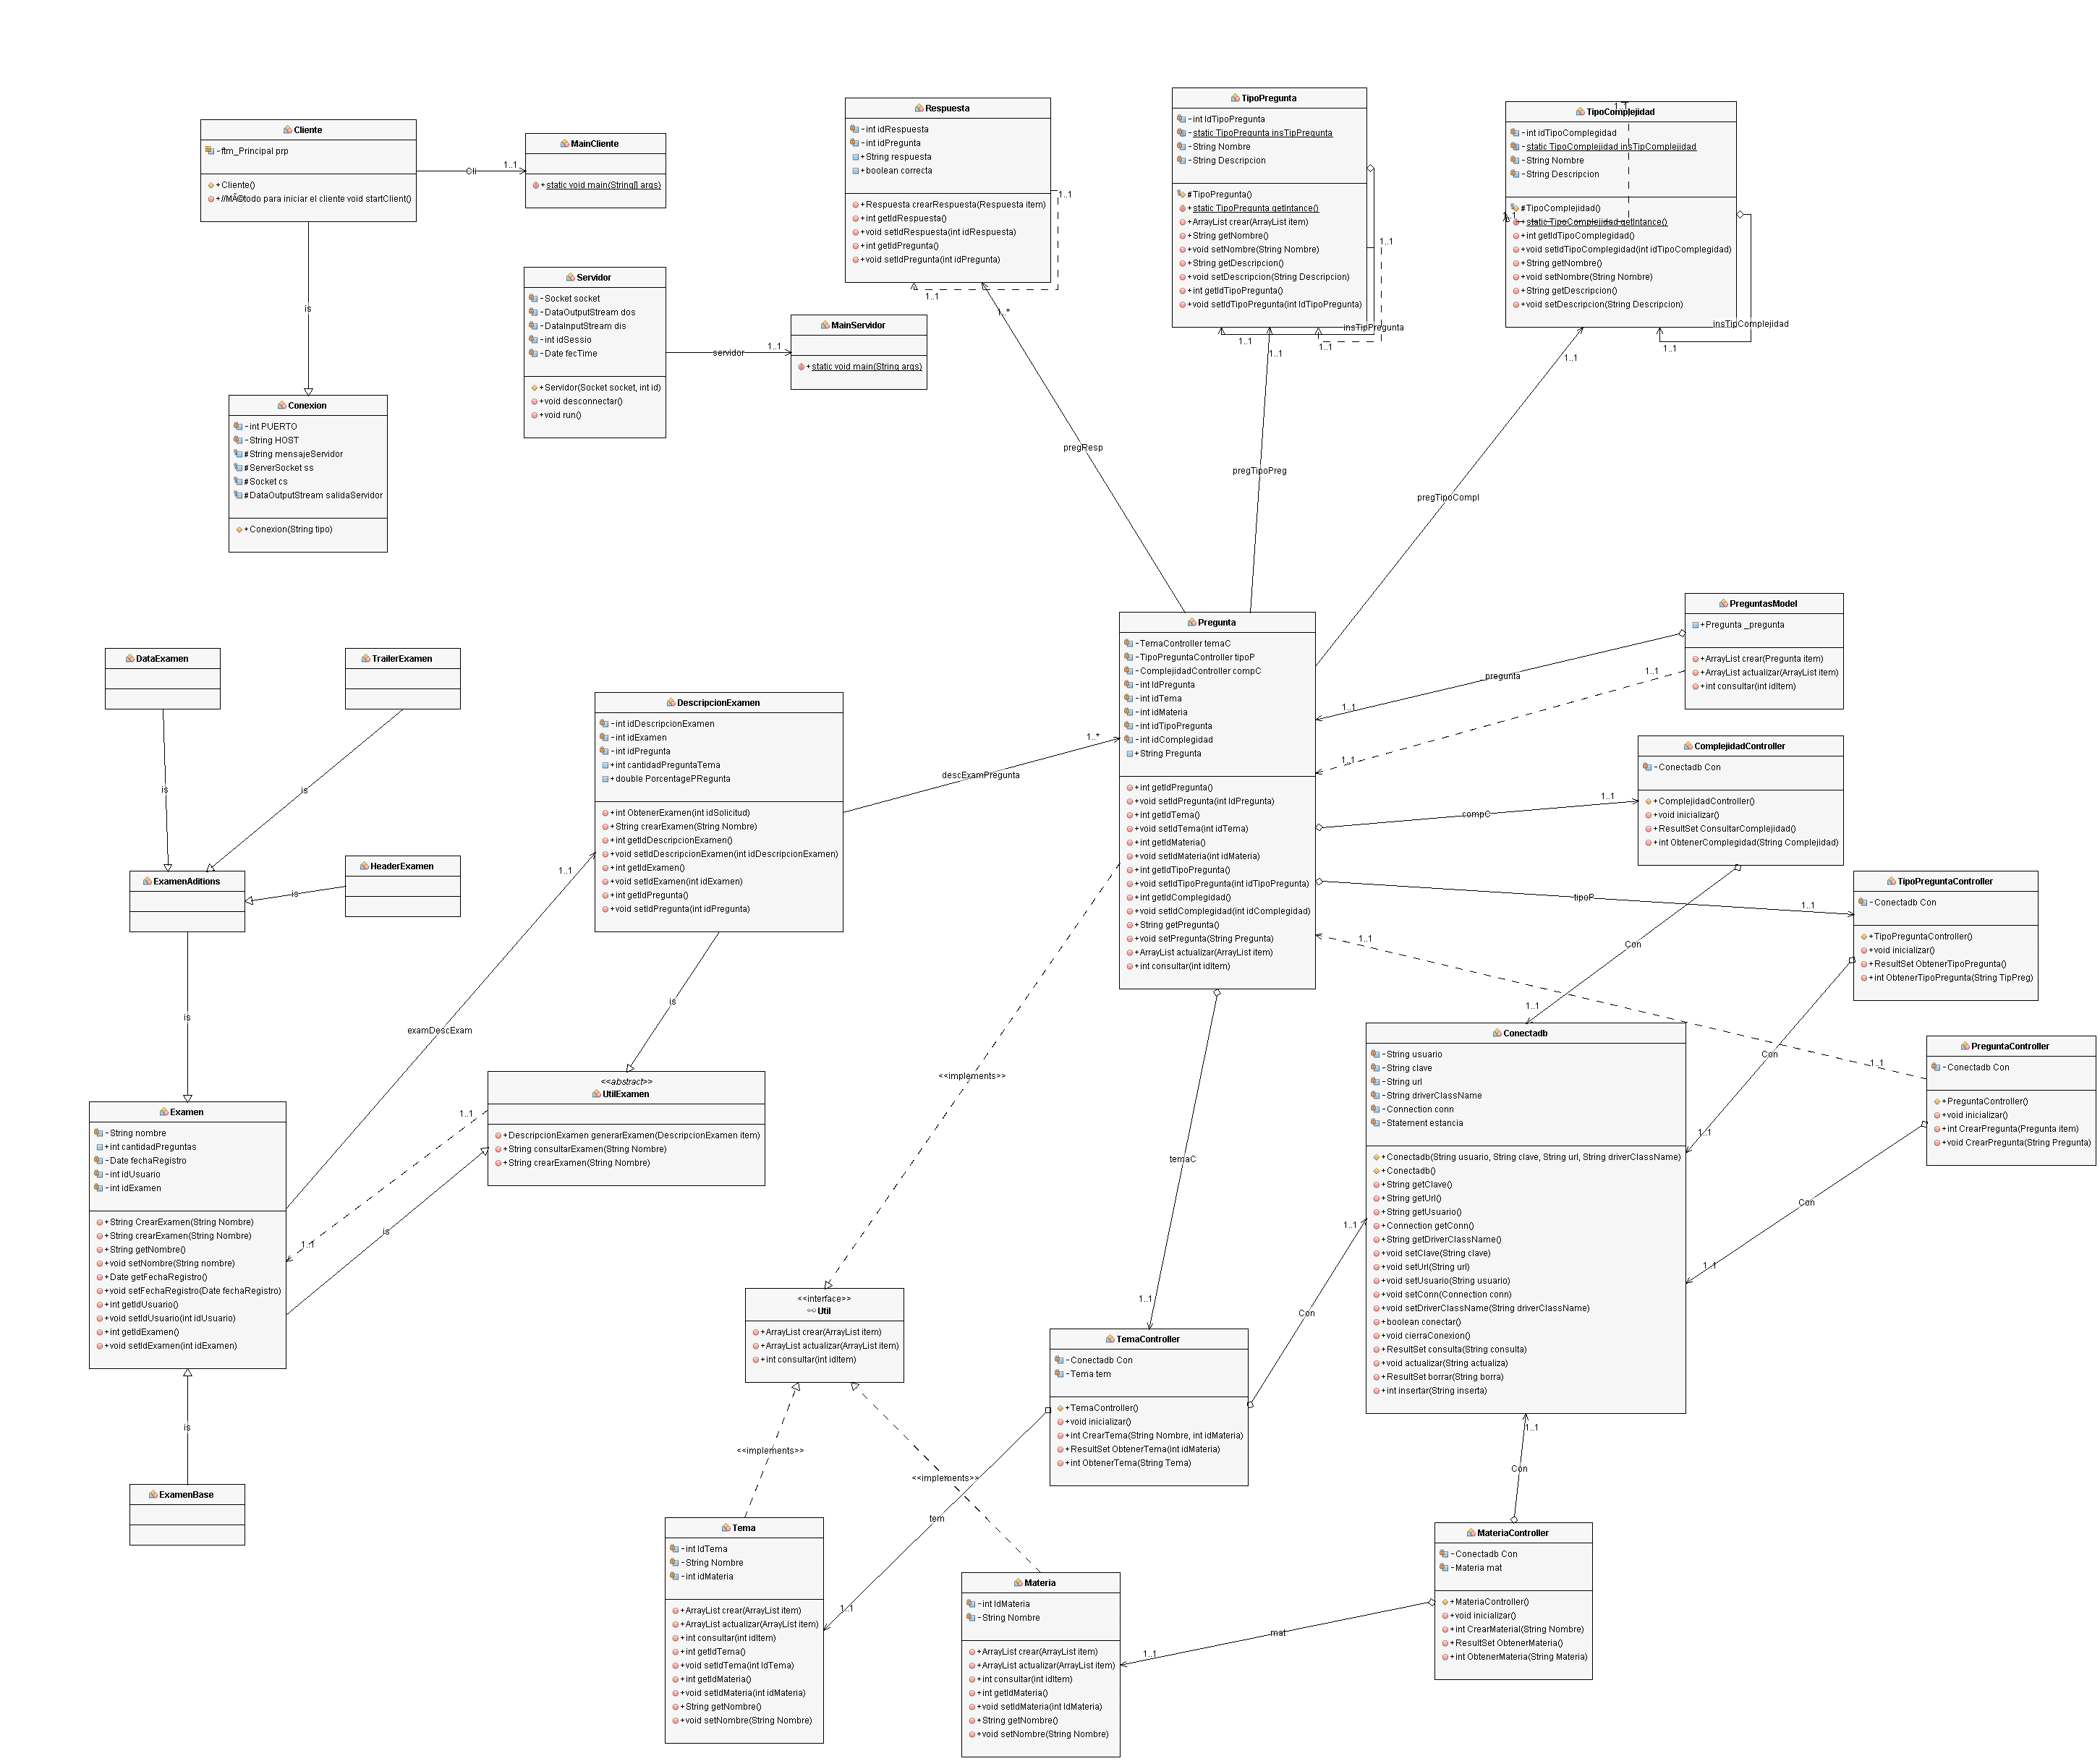 Cliente
-ftm_Principal prp
+Cliente()
+//MÃ©todo para iniciar el cliente void startClient()
Cli
1..1
MainCliente
+static void main(String[] args)
is
Conexion
-int PUERTO
-String HOST
#String mensajeServidor
#ServerSocket ss
#Socket cs
#DataOutputStream salidaServidor
+Conexion(String tipo)
Servidor
-Socket socket
-DataOutputStream dos
-DataInputStream dis
-int idSessio
-Date fecTime
+Servidor(Socket socket, int id)
+void desconnectar()
+void run()
servidor
1..1
MainServidor
+static void main(String args)
Respuesta
-int idRespuesta
-int idPregunta
+String respuesta
+boolean correcta
+Respuesta crearRespuesta(Respuesta item)
+int getIdRespuesta()
+void setIdRespuesta(int idRespuesta)
+int getIdPregunta()
+void setIdPregunta(int idPregunta)
1..1
1..1
1..*
pregResp
TipoPregunta
-int IdTipoPregunta
-static TipoPregunta insTipPregunta
-String Nombre
-String Descripcion
#TipoPregunta()
+static TipoPregunta getIntance()
+ArrayList crear(ArrayList item)
+String getNombre()
+void setNombre(String Nombre)
+String getDescripcion()
+void setDescripcion(String Descripcion)
+int getIdTipoPregunta()
+void setIdTipoPregunta(int IdTipoPregunta)
1..1
insTipPregunta
1..1
1..1
1..1
pregTipoPreg
TipoComplejidad
1..1
-int idTipoComplegidad
-static TipoComplejidad insTipComplejidad
-String Nombre
-String Descripcion
#TipoComplejidad()
1..1
+static TipoComplejidad getIntance()
+int getIdTipoComplegidad()
+void setIdTipoComplegidad(int idTipoComplegidad)
+String getNombre()
+void setNombre(String Nombre)
+String getDescripcion()
+void setDescripcion(String Descripcion)
insTipComplejidad
1..1
1..1
pregTipoCompl
Pregunta
-TemaController temaC
-TipoPreguntaController tipoP
-ComplejidadController compC
-int IdPregunta
-int idTema
-int idMateria
-int idTipoPregunta
-int idComplegidad
+String Pregunta
+int getIdPregunta()
+void setIdPregunta(int IdPregunta)
+int getIdTema()
+void setIdTema(int idTema)
+int getIdMateria()
+void setIdMateria(int idMateria)
+int getIdTipoPregunta()
+void setIdTipoPregunta(int idTipoPregunta)
+int getIdComplegidad()
+void setIdComplegidad(int idComplegidad)
+String getPregunta()
+void setPregunta(String Pregunta)
+ArrayList actualizar(ArrayList item)
+int consultar(int idItem)
PreguntasModel
+Pregunta _pregunta
+ArrayList crear(Pregunta item)
+ArrayList actualizar(ArrayList item)
+int consultar(int idItem)
_pregunta
1..1
1..1
1..1
ComplejidadController
-Conectadb Con
+ComplejidadController()
+void inicializar()
+ResultSet ConsultarComplejidad()
+int ObtenerComplegidad(String Complejidad)
compC
1..1
TipoPreguntaController
-Conectadb Con
+TipoPreguntaController()
+void inicializar()
+ResultSet ObtenerTipoPregunta()
+int ObtenerTipoPregunta(String TipPreg)
tipoP
1..1
PreguntaController
-Conectadb Con
+PreguntaController()
+void inicializar()
+int CrearPregunta(Pregunta item)
+void CrearPregunta(String Pregunta)
1..1
1..1
Con
1..1
Con
1..1
Con
1..1
Conectadb
-String usuario
-String clave
-String url
-String driverClassName
-Connection conn
-Statement estancia
+Conectadb(String usuario, String clave, String url, String driverClassName)
+Conectadb()
+String getClave()
+String getUrl()
+String getUsuario()
+Connection getConn()
+String getDriverClassName()
+void setClave(String clave)
+void setUrl(String url)
+void setUsuario(String usuario)
+void setConn(Connection conn)
+void setDriverClassName(String driverClassName)
+boolean conectar()
+void cierraConexion()
+ResultSet consulta(String consulta)
+void actualizar(String actualiza)
+ResultSet borrar(String borra)
+int insertar(String inserta)
DataExamen
TrailerExamen
is
is
HeaderExamen
is
ExamenAditions
is
DescripcionExamen
-int idDescripcionExamen
-int idExamen
-int idPregunta
+int cantidadPreguntaTema
+double PorcentagePRegunta
+int ObtenerExamen(int idSolicitud)
+String crearExamen(String Nombre)
+int getIdDescripcionExamen()
+void setIdDescripcionExamen(int idDescripcionExamen)
+int getIdExamen()
+void setIdExamen(int idExamen)
+int getIdPregunta()
+void setIdPregunta(int idPregunta)
descExamPregunta
1..*
1..1
examDescExam
is
<<abstract>>
UtilExamen
+DescripcionExamen generarExamen(DescripcionExamen item)
+String consultarExamen(String Nombre)
+String crearExamen(String Nombre)
1..1
1..1
is
Examen
-String nombre
+int cantidadPreguntas
-Date fechaRegistro
-int idUsuario
-int idExamen
+String CrearExamen(String Nombre)
+String crearExamen(String Nombre)
+String getNombre()
+void setNombre(String nombre)
+Date getFechaRegistro()
+void setFechaRegistro(Date fechaRegistro)
+int getIdUsuario()
+void setIdUsuario(int idUsuario)
+int getIdExamen()
+void setIdExamen(int idExamen)
is
ExamenBase
<<implements>>
temaC
1..1
<<interface>>
Util
+ArrayList crear(ArrayList item)
+ArrayList actualizar(ArrayList item)
+int consultar(int idItem)
<<implements>>
<<implements>>
TemaController
-Conectadb Con
-Tema tem
+TemaController()
+void inicializar()
+int CrearTema(String Nombre, int idMateria)
+ResultSet ObtenerTema(int idMateria)
+int ObtenerTema(String Tema)
Con
1..1
tem
1..1
Tema
-int IdTema
-String Nombre
-int idMateria
+ArrayList crear(ArrayList item)
+ArrayList actualizar(ArrayList item)
+int consultar(int idItem)
+int getIdTema()
+void setIdTema(int IdTema)
+int getIdMateria()
+void setIdMateria(int idMateria)
+String getNombre()
+void setNombre(String Nombre)
Materia
-int IdMateria
-String Nombre
+ArrayList crear(ArrayList item)
+ArrayList actualizar(ArrayList item)
+int consultar(int idItem)
+int getIdMateria()
+void setIdMateria(int IdMateria)
+String getNombre()
+void setNombre(String Nombre)
mat
1..1
1..1
Con
MateriaController
-Conectadb Con
-Materia mat
+MateriaController()
+void inicializar()
+int CrearMaterial(String Nombre)
+ResultSet ObtenerMateria()
+int ObtenerMateria(String Materia)